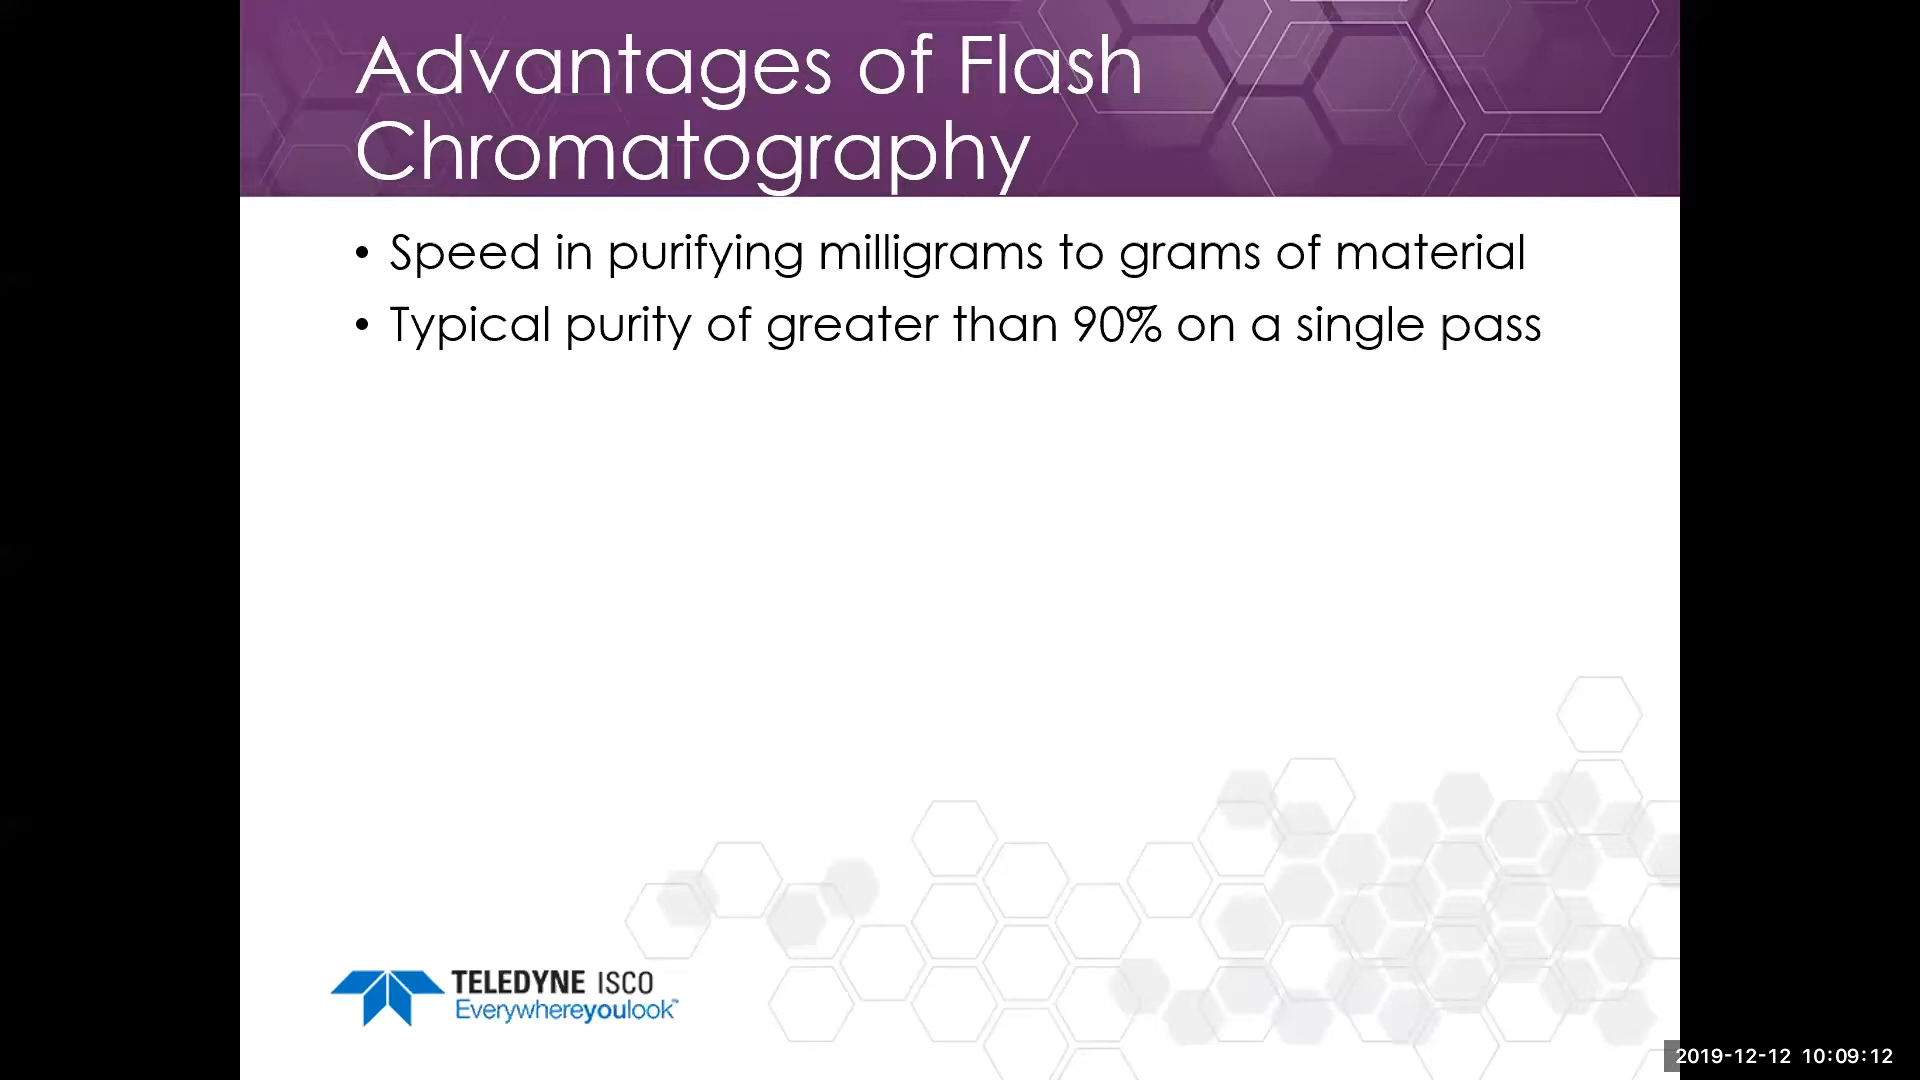 Advantages of Flash
Chromatography
• Speed in purifying milligrams to grams of material
• Typical purity of greater than 90% on a single pass
TELEDYNE ISCO
Everywhereyoulook™
2019-12-12 10:09:12